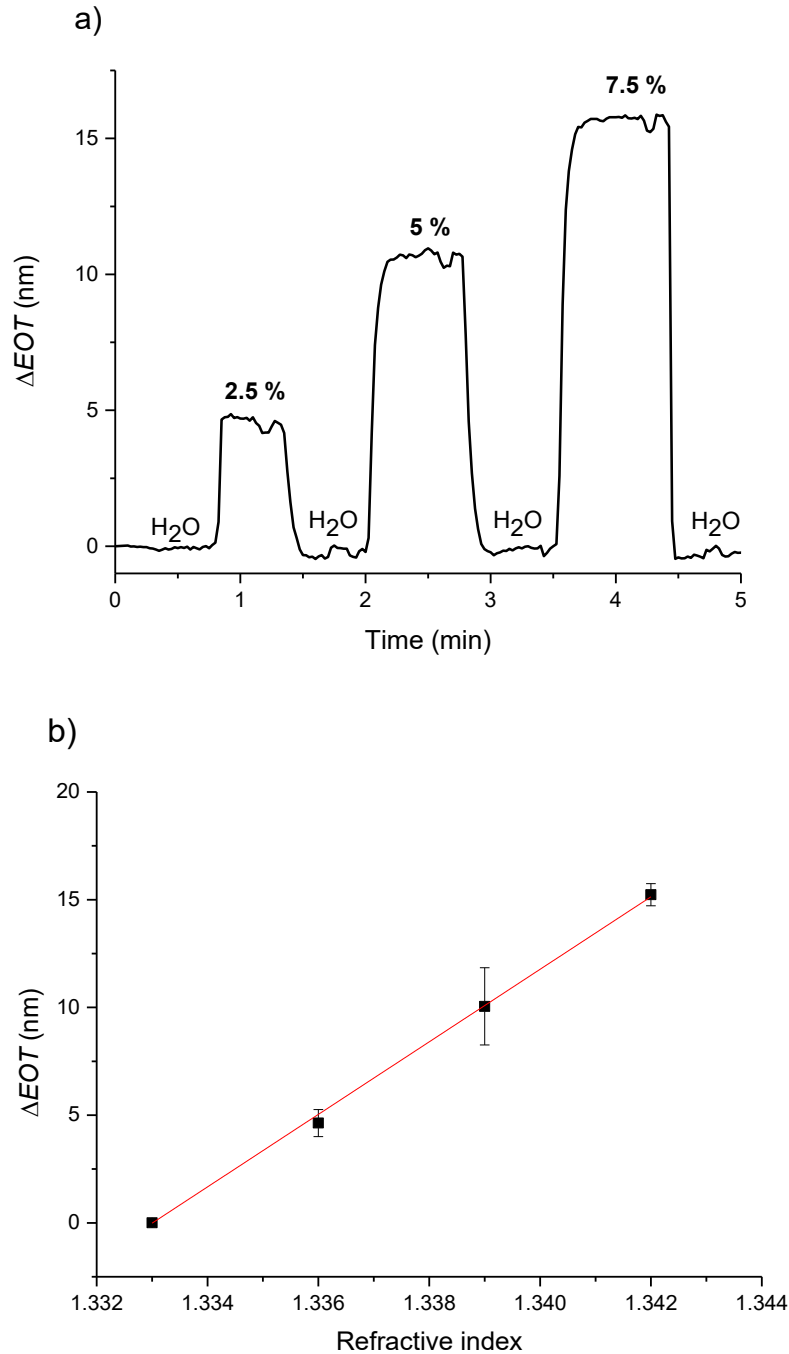 a)
7.5 %
15
5 %
10
ΔEOT (nm)
2.5 %
5
H2O
H2O
H2O
H2O
0
0
1
2
3
4
5
Time (min)
b)
20
15
10
ΔEOT (nm)
5
0
1.332
1.334
1.336
1.338
1.340
1.342
1.344
Refractive index